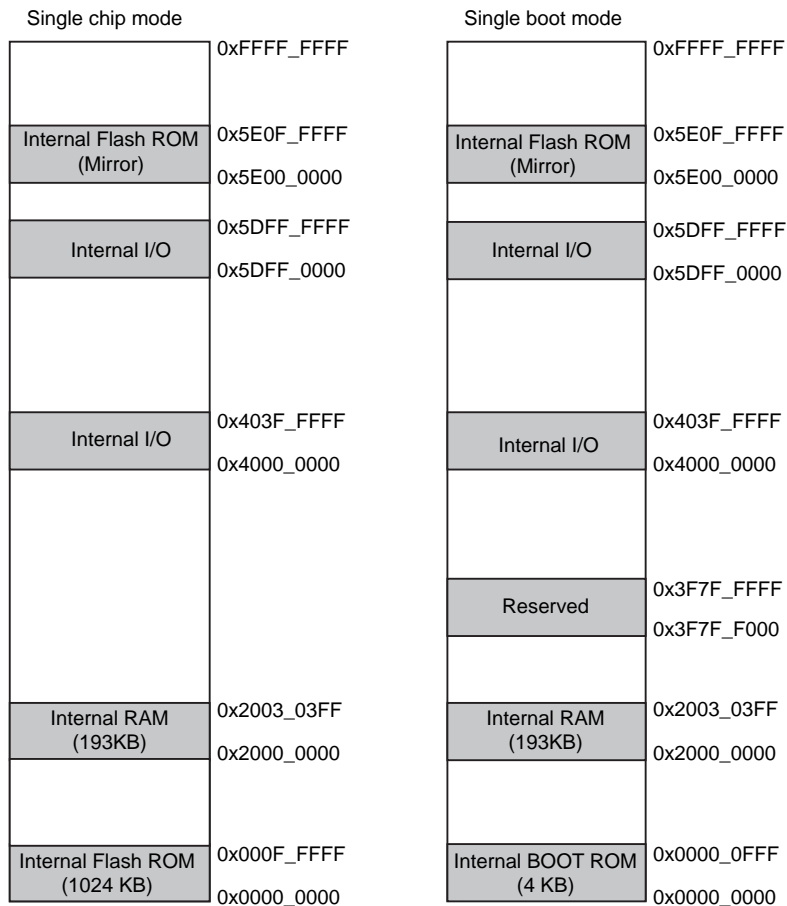 Single chip mode
0xFFFF_FFFF
Internal Flash ROM
(Mirror)
0x5E0F_FFFF
0x5E00_0000
Internal I/O
0x5DFF_FFFF
0x5DFF_0000
Internal I/O
0x403F_FFFF
0x4000_0000
Internal RAM
(193KB)
0x2003_03FF
0x2000_0000
Internal Flash ROM
(1024 KB)
0x000F_FFFF
0x0000_0000
Single boot mode
0xFFFF_FFFF
Internal Flash ROM
(Mirror)
0x5E0F_FFFF
0x5E00_0000
Internal I/O
0x5DFF_FFFF
0x5DFF_0000
Internal I/O
0x403F_FFFF
0x4000_0000
Reserved
0x3F7F_FFFF
0x3F7F_F000
Internal RAM
(193KB)
0x2003_03FF
0x2000_0000
Internal BOOT ROM
(4 KB)
0x0000_0FFF
0x0000_0000